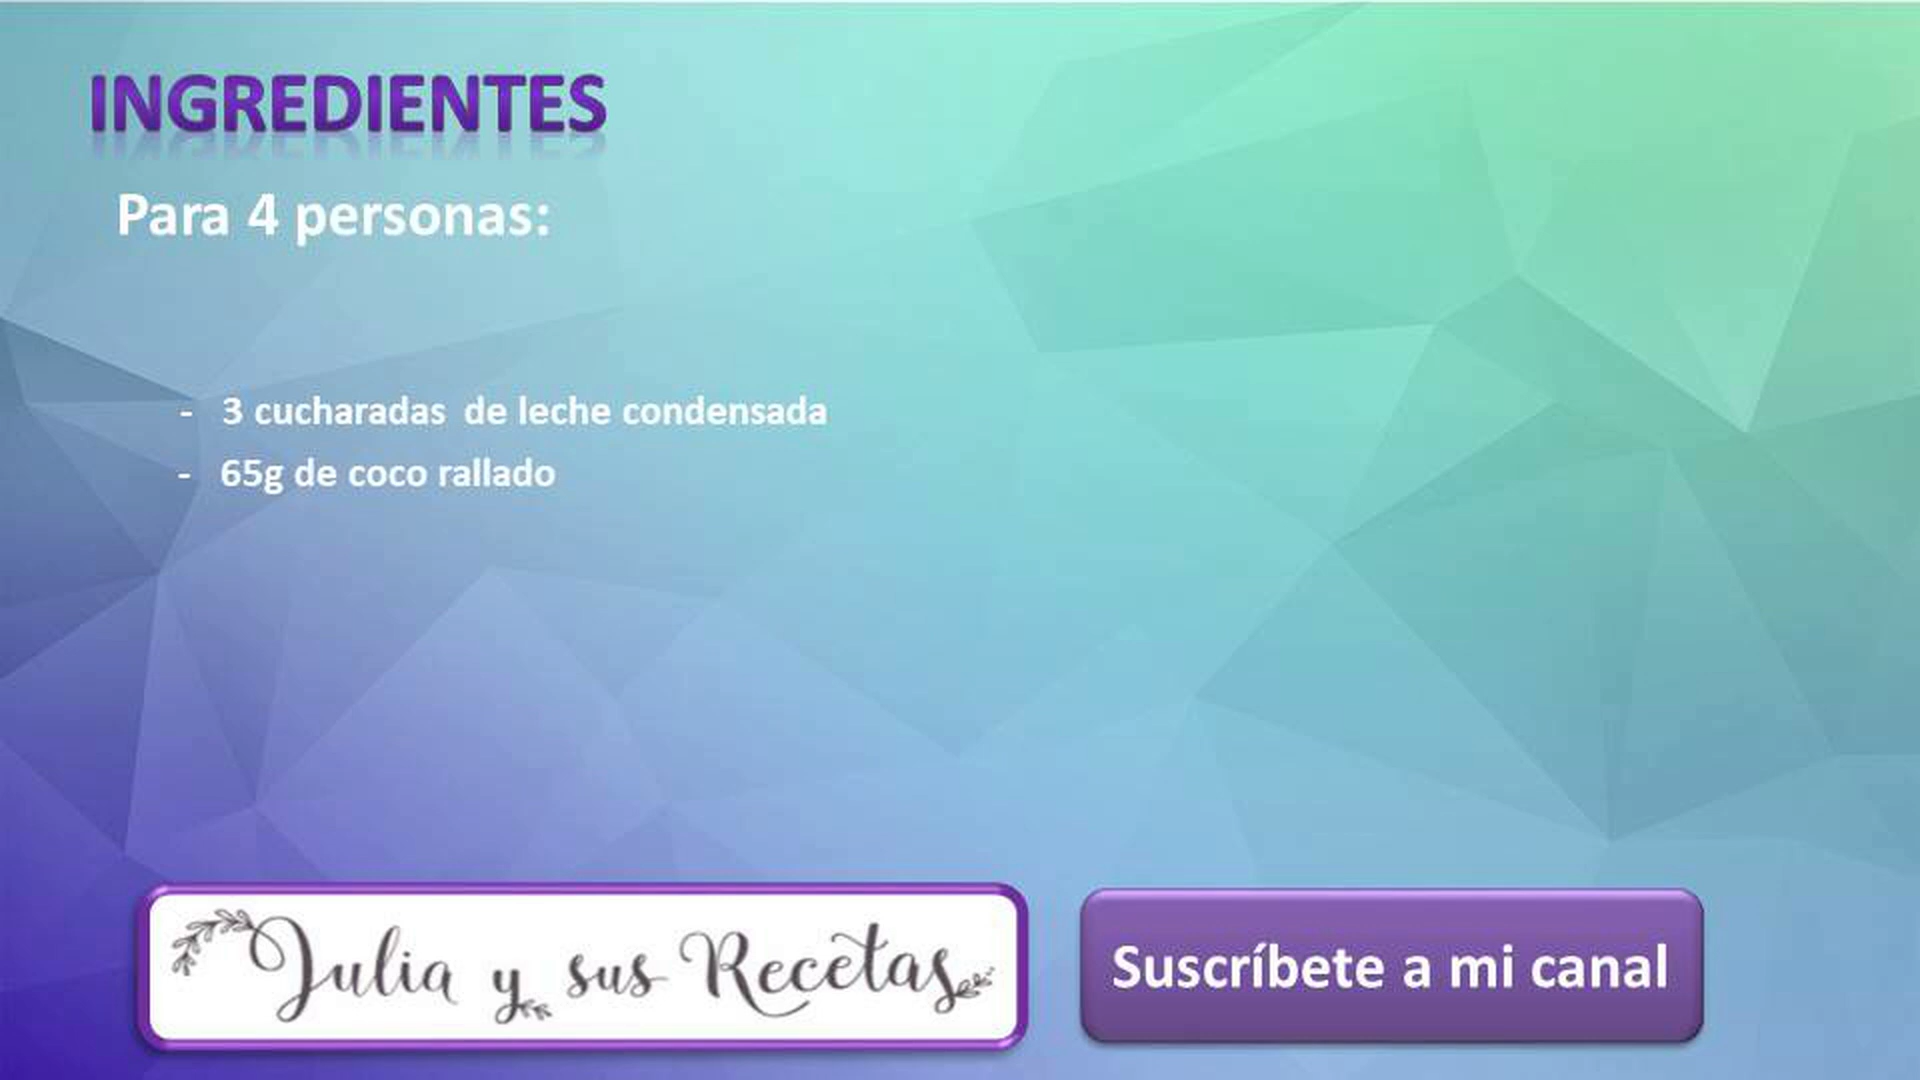 INGREDIENTES
Para 4 personas:
- 3 cucharadas de leche condensada
- 65g de coco rallado
Julia y sus Recetas
Suscríbete a mi canal